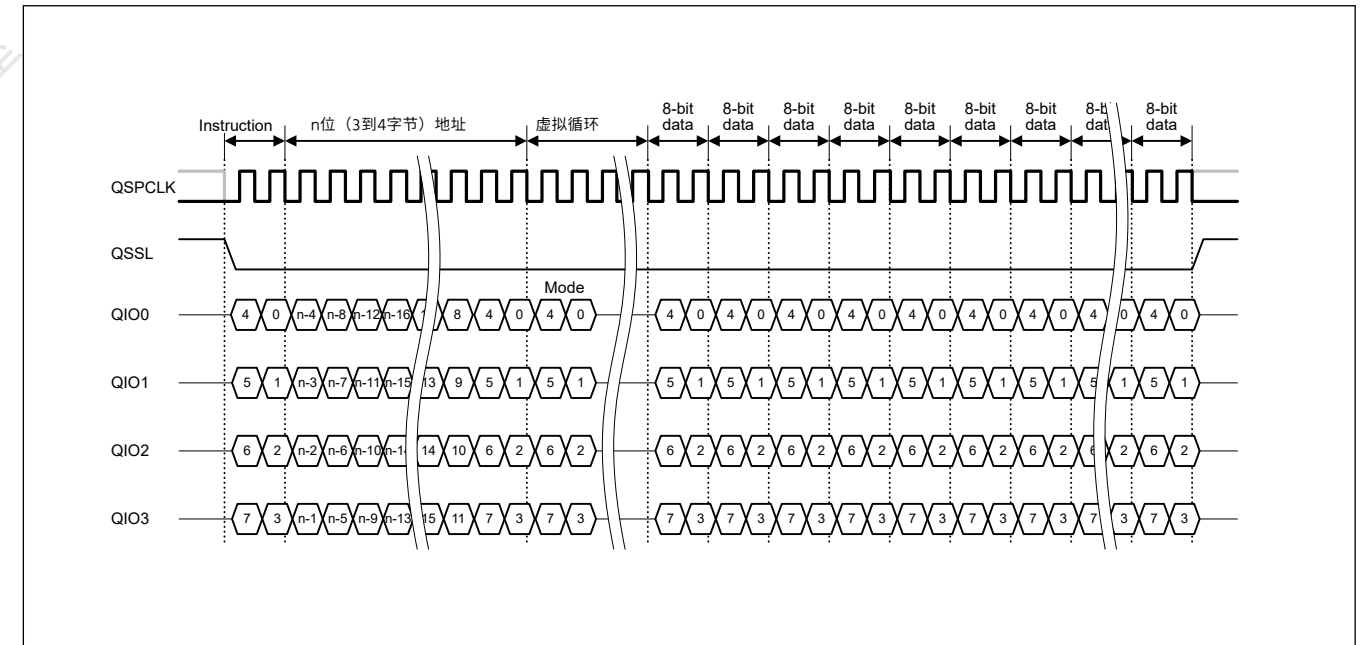 8-bit data 8-bit data 8-bit data 8-bit data 8-bit data 8-bit data 8-bit data 8-bit data
Instruction n位（3到4字节）地址 虚拟循环
QSPCLK
QSSL
Mode
QIO0 4 0 n-4 n-8 n-12 n-16 8 4 0 4 0 4 0 4 0 4 0 4 0 4 0 4 0 4 0 4 0 4 0
QIO1 5 1 n-3 n-7 n-11 n-15 13 9 5 1 5 1 5 1 5 1 5 1 5 1 5 1 5 1 5 1 5 1 5 1
QIO2 6 2 n-2 n-6 n-10 14 10 6 2 6 2 6 2 6 2 6 2 6 2 6 2 6 2 6 2 6 2 6 2
QIO3 7 3 n-1 n-5 n-9 n-13 15 11 7 3 7 3 7 3 7 3 7 3 7 3 7 3 7 3 7 3 7 3 7 3